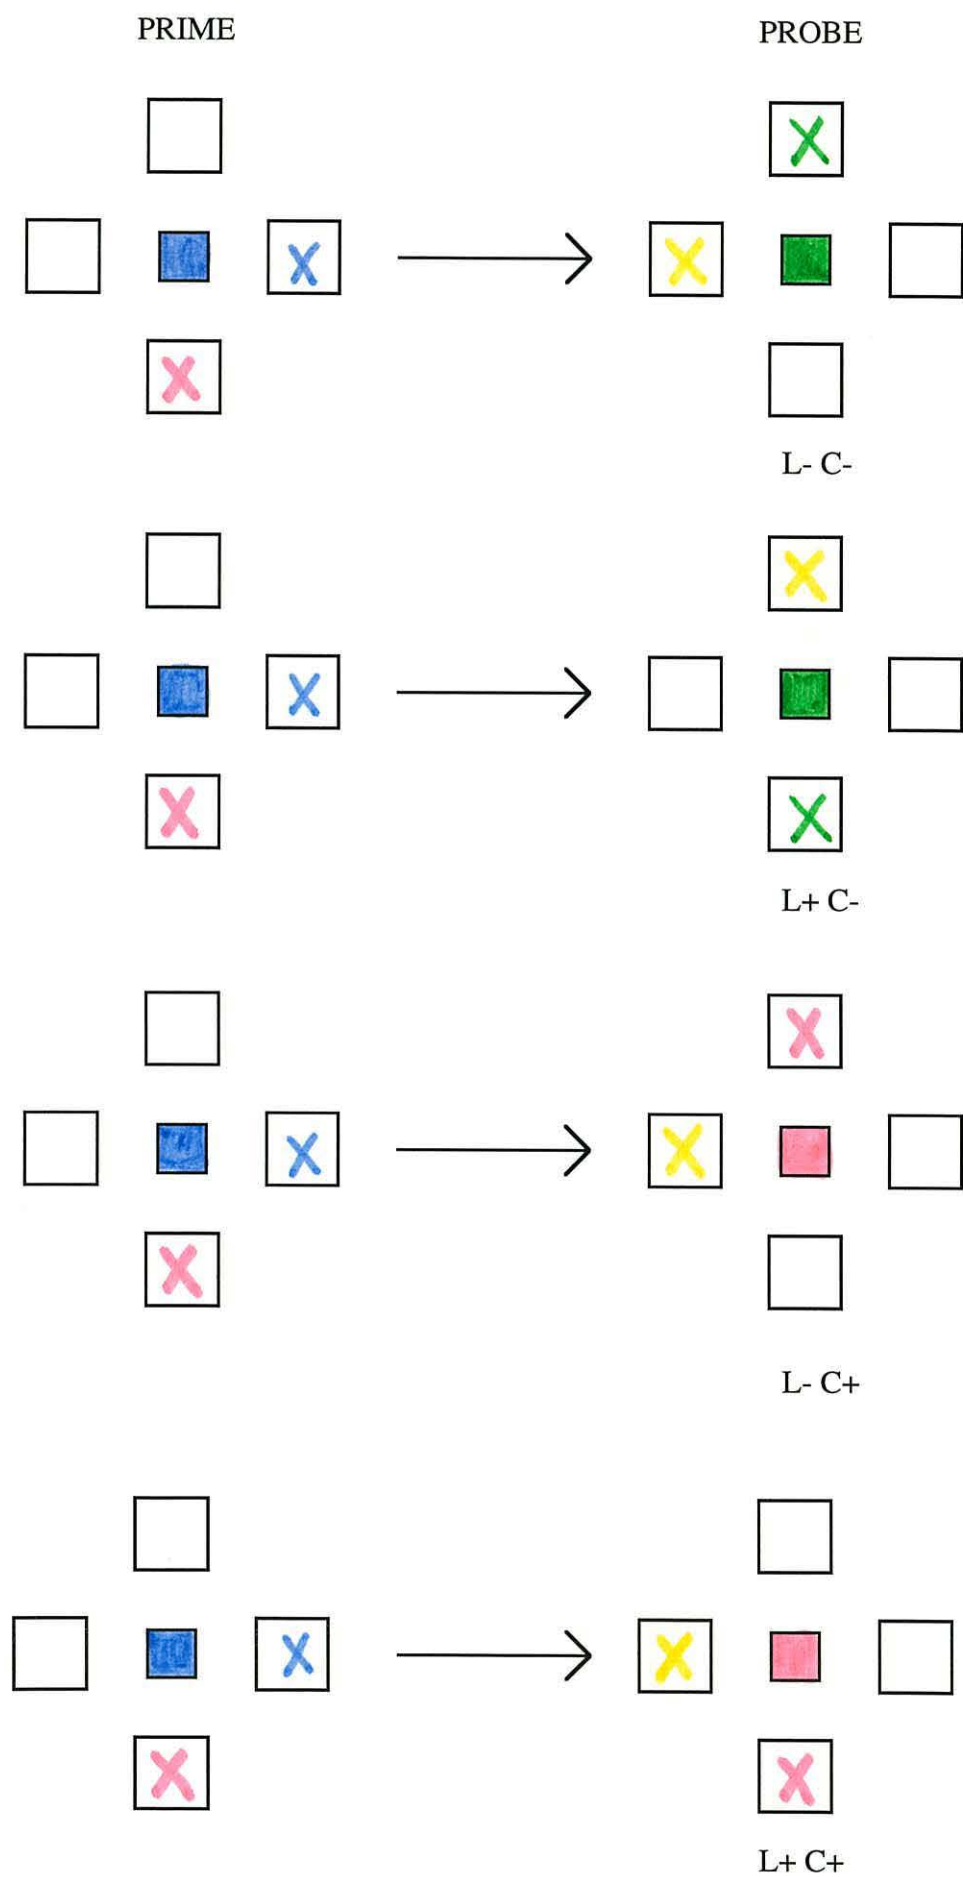 PRIME
PROBE
L- C-
L+ C-
L- C+
L+ C+